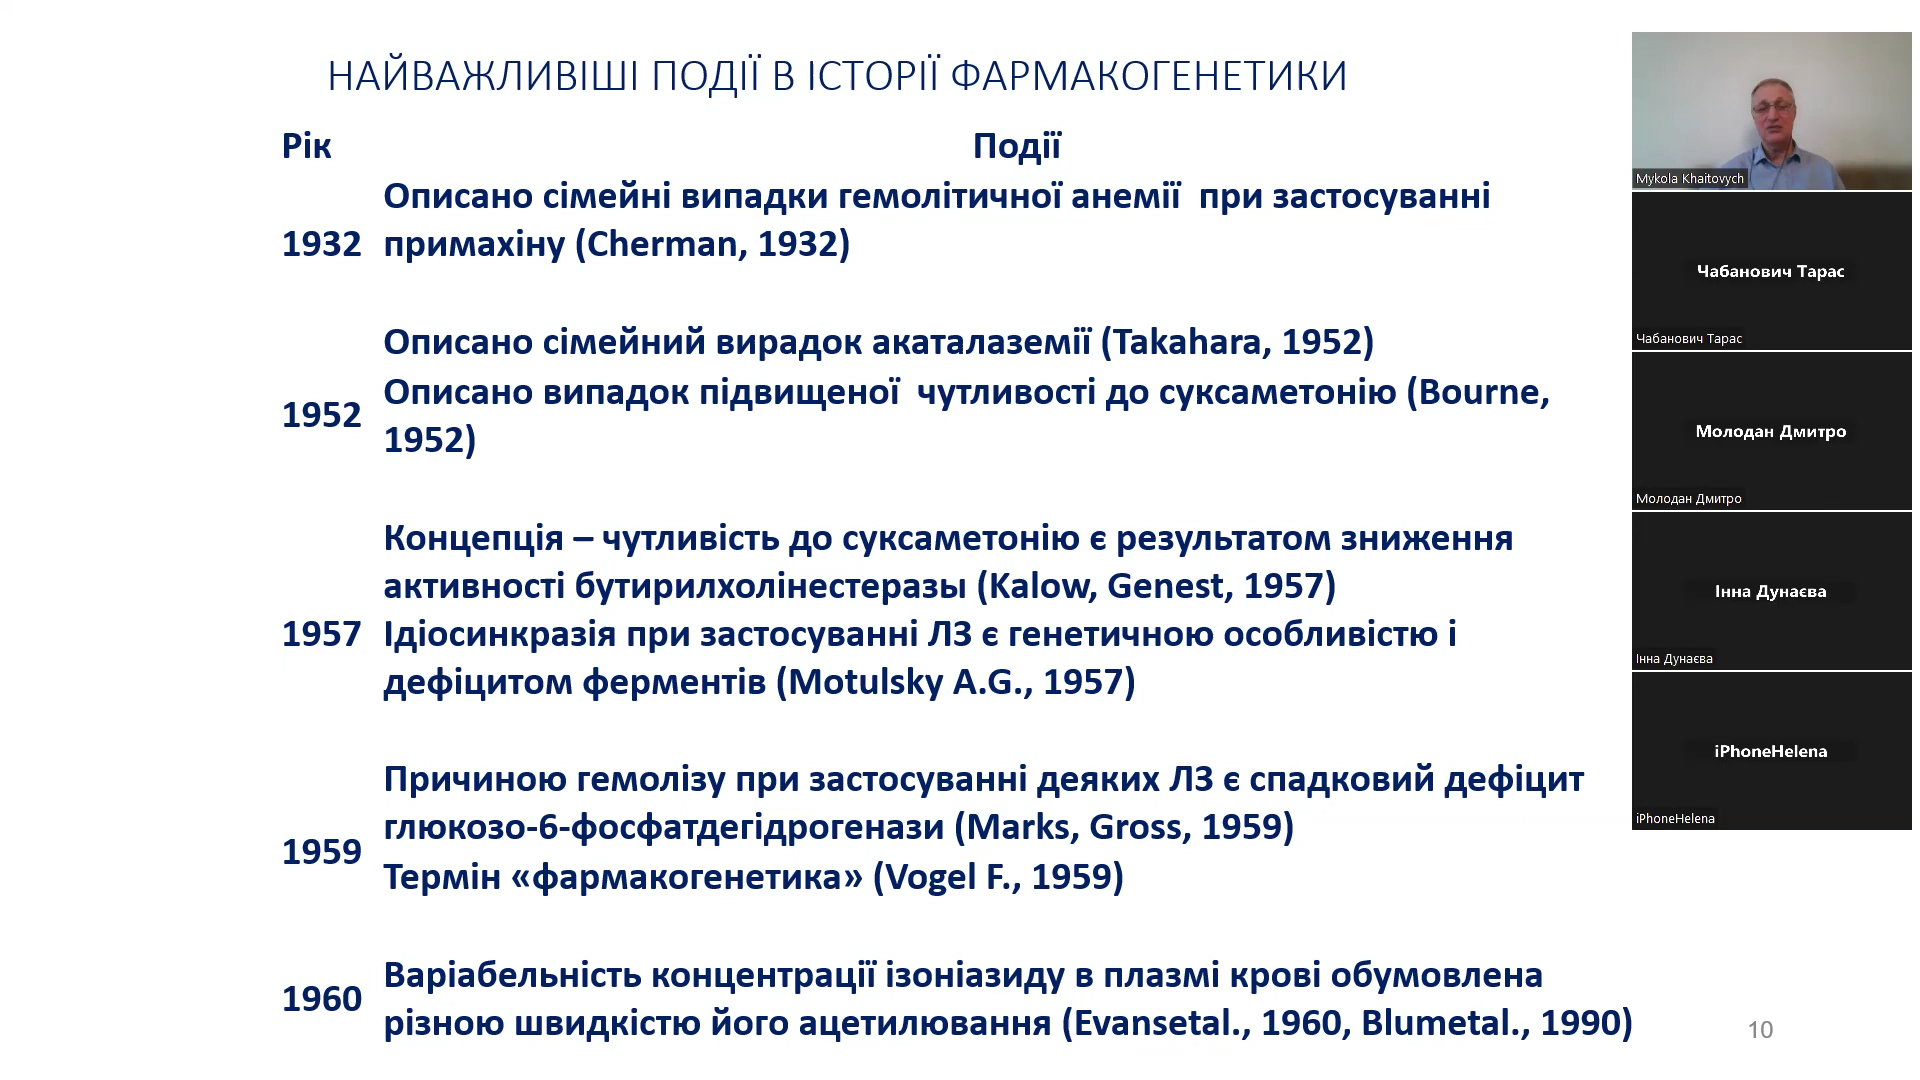 НАЙВАЖЛИВІШІ ПОДІЇ В ІСТОРІЇ ФАРМАКОГЕНЕТИКИ
Рік Події
Описано сімейні випадки гемолітичної анемії при застосуванні
1932 примахіну (Cherman, 1932)
Описано сімейний вирадок акаталаземії (Takahara, 1952)
Описано випадок підвищеної чутливості до суксаметонію (Bourne,
1952
1952)
Концепція – чутливість до суксаметонію є результатом зниження
активності бутирилхолінестеразы (Kalow, Genest, 1957)
1957 Ідіосинкразія при застосуванні ЛЗ є генетичною особливістю і
дефіцитом ферментів (Motulsky A.G., 1957)
Причиною гемолізу при застосуванні деяких ЛЗ є спадковий дефіцит
глюкозо-6-фосфатдегідрогенази (Marks, Gross, 1959)
1959
Термін «фармакогенетика» (Vogel F., 1959)
Варіабельність концентрації ізоніазиду в плазмі крові обумовлена
1960
різною швидкістю його ацетилювання (Evansetal., 1960, Blumetal., 1990)
10
Mykola Khaitovych
Чабанович Тарас
Чабанович Тарас
Молодан Дмитро
Молодан Дмитро
Інна Дунаєва
Інна Дунаєва
iPhoneHelena
iPhoneHelena